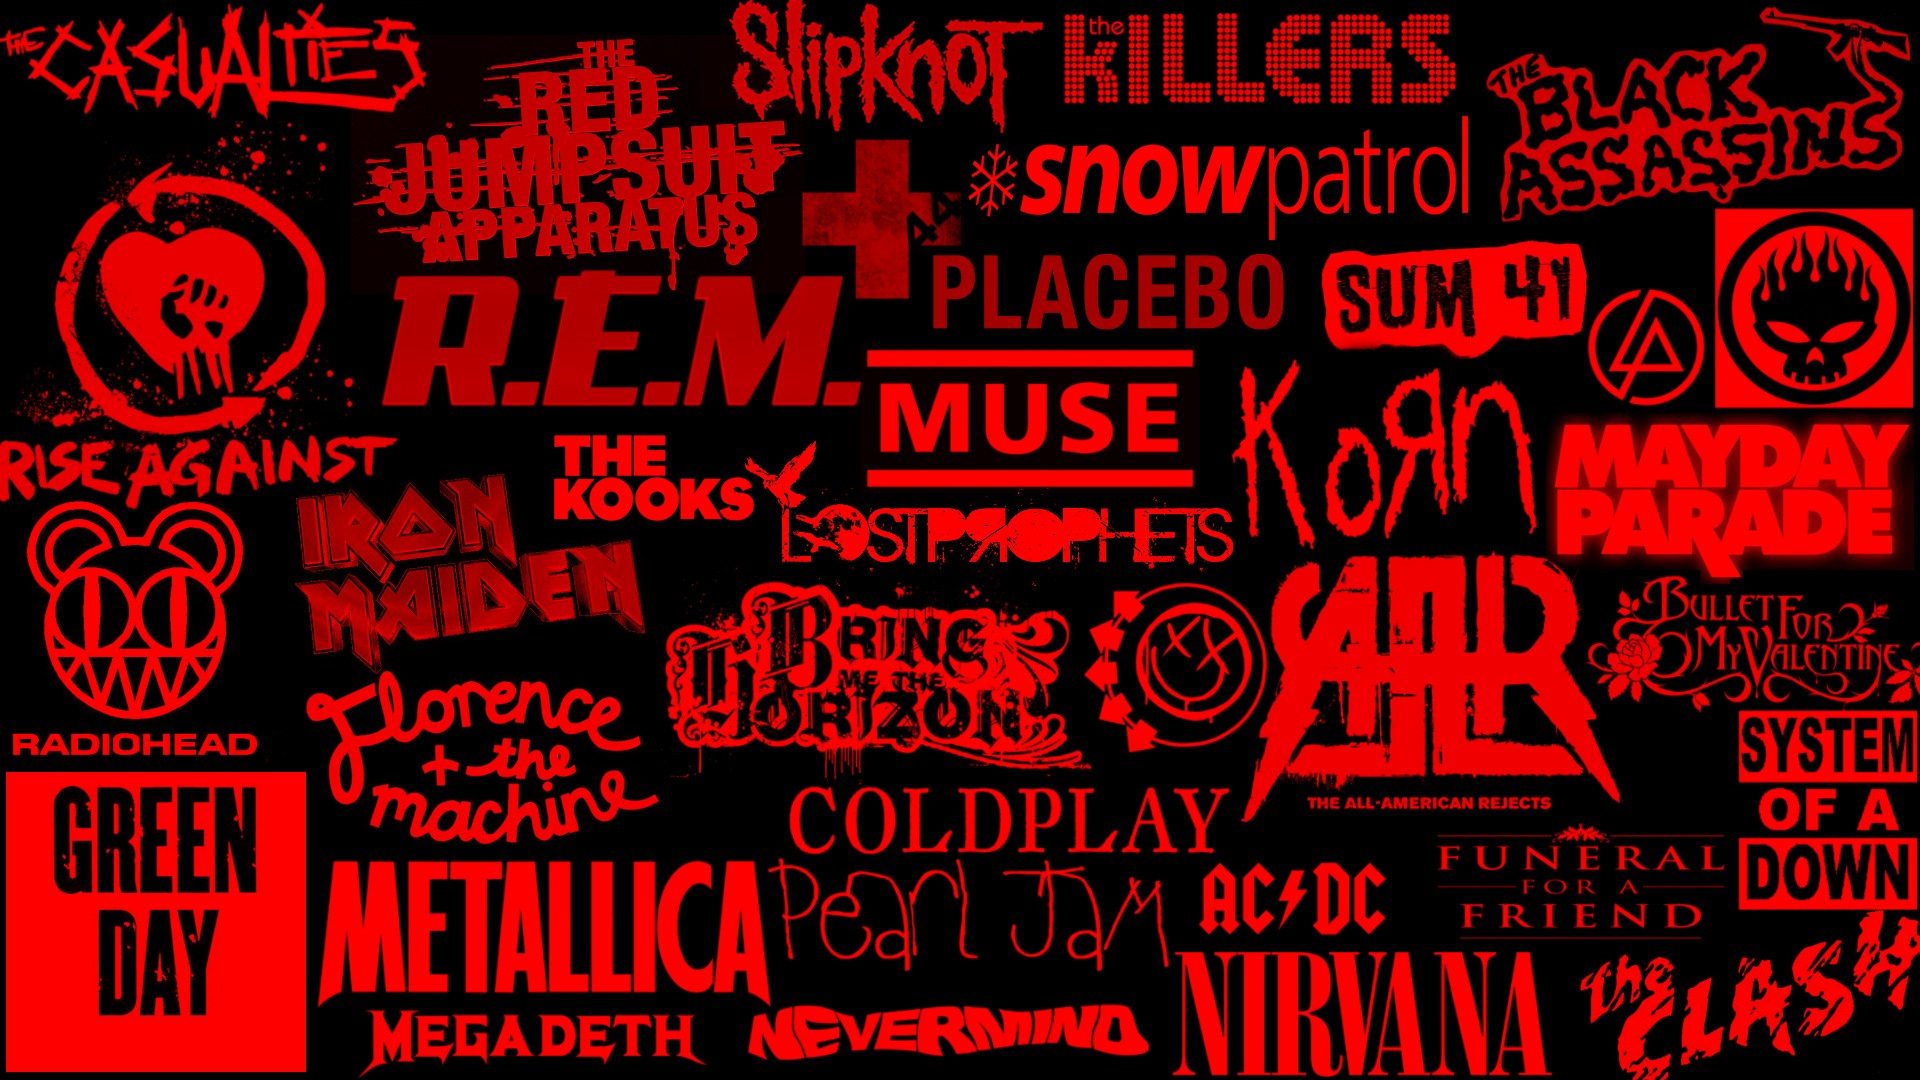 the CASUALTIES
THE
RED
JUMPSUIT
APPARATUS
Slipknot
the
KILLERS
THE
BLACK
ASSASSINS
44
snowpatrol
PLACEBO
SUM 41
R.E.M.
MUSE
KoЯn
RISE AGAINST
THE
KOOKS
LOSTPROPHETS
MAYDAY
PARADE
IRON
MAIDEN
RADIOHEAD
BRING
ME THE
HORIZON
AAR
THE ALL-AMERICAN REJECTS
BULLET FOR
MY VALENTINE
Florence
+ the
machine
SYSTEM
OF A
DOWN
GREEN
DAY
COLDPLAY
METALLICA
Pearl Jam
AC DC
FUNERAL
FOR A
FRIEND
MEGADETH
NEVERMIND
NIRVANA
the
CLASH